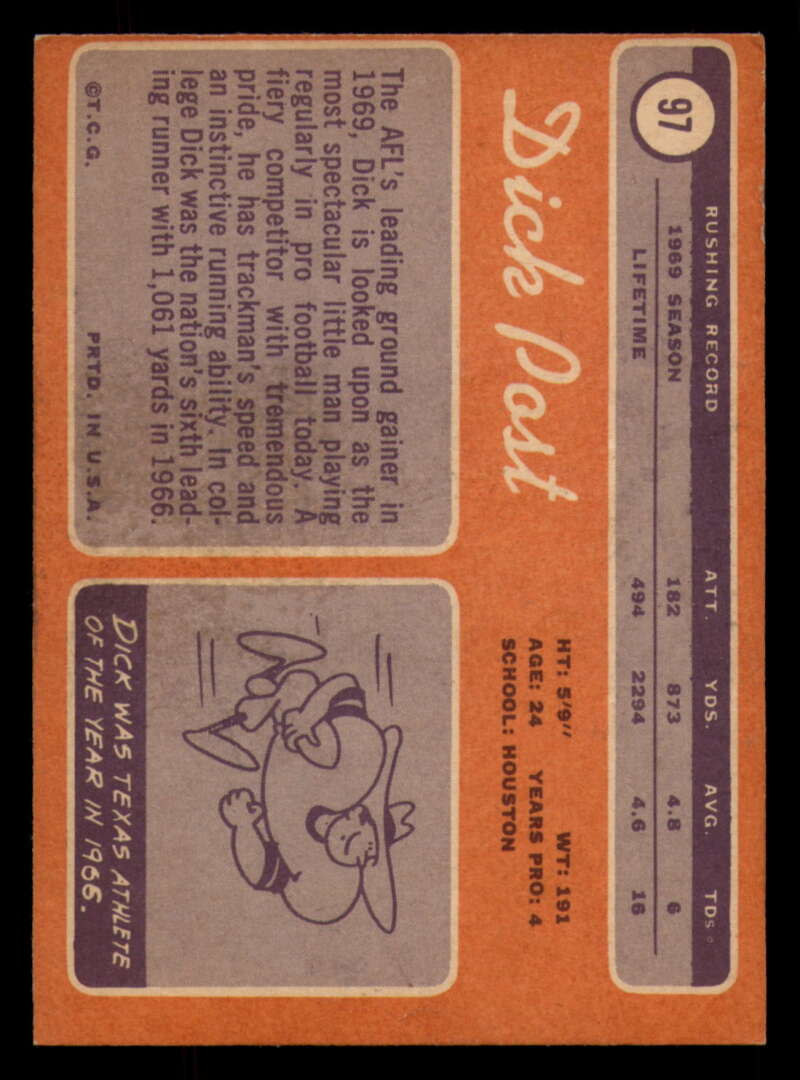 97
RUSHING RECORD ATT. YDS. AVG. TDs.
1969 SEASON 182 873 4.8 6
LIFETIME 494 2294 4.6 16
Dick Post
HT: 5'9" WT: 191
AGE: 24 YEARS PRO: 4
SCHOOL: HOUSTON
The AFL's leading ground gainer in
1969, Dick is looked upon as the
most spectacular little man playing
regularly in pro football today. A
fiery competitor with tremendous
pride, he has trackman's speed and
an instinctive running ability. In col-
lege Dick was the nation's sixth lead-
ing runner with 1,061 yards in 1966.
©T.C.G. PRTD. IN U.S.A.
DICK WAS TEXAS ATHLETE
OF THE YEAR IN 1966.